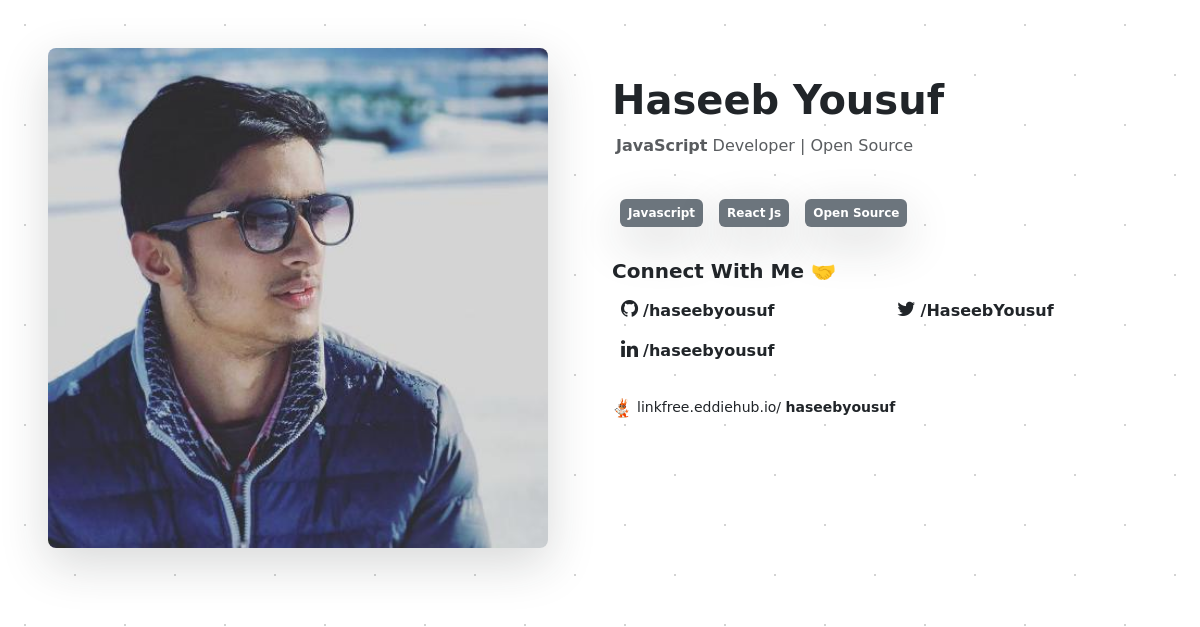 Haseeb Yousuf
JavaScript Developer | Open Source
Javascript React Js Open Source
Connect With Me 🤝
/haseebyousuf /HaseebYousuf
/haseebyousuf
linkfree.eddiehub.io/ haseebyousuf